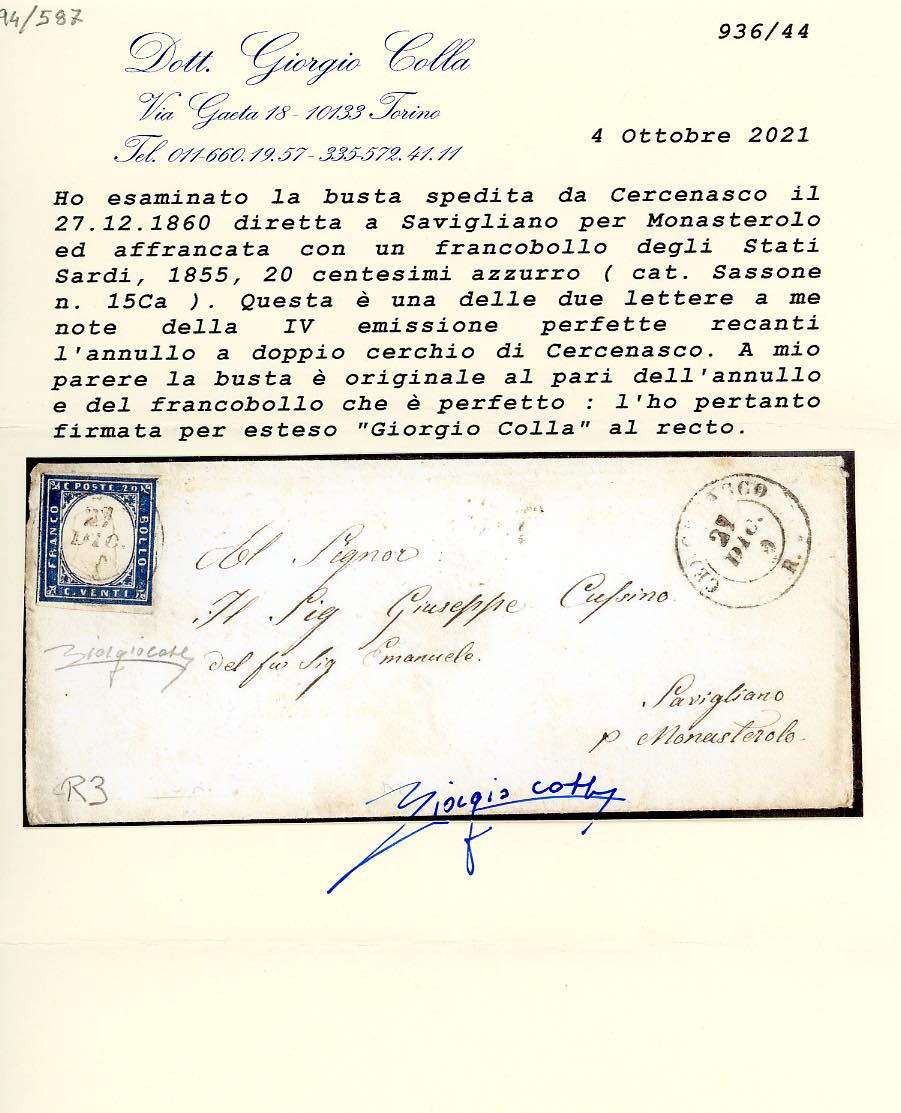 94/587
936/44
Dott. Giorgio Colla
Via Gaeta 18 - 10133 Torino
Tel. 011-660.19.57 - 335-572.41.11
4 Ottobre 2021
Ho esaminato la busta spedita da Cercenasco il
27.12.1860 diretta a Savigliano per Monasterolo
ed affrancata con un francobollo degli Stati
Sardi, 1855, 20 centesimi azzurro ( cat. Sassone
n. 15Ca ). Questa è una delle due lettere a me
note della IV emissione perfette recanti
l'annullo a doppio cerchio di Cercenasco. A mio
parere la busta è originale al pari dell'annullo
e del francobollo che è perfetto : l'ho pertanto
firmata per esteso "Giorgio Colla" al recto.
C POSTE 20
FRANCO
BOLLO
C. VENTI
27
DIC.
27
DIC.
R.
Al Signor
Il Sig Giuseppe
del fu Sig Emanuele.
Savigliano
p Monasterolo
Giorgio Colla
R3
Giorgio Colla